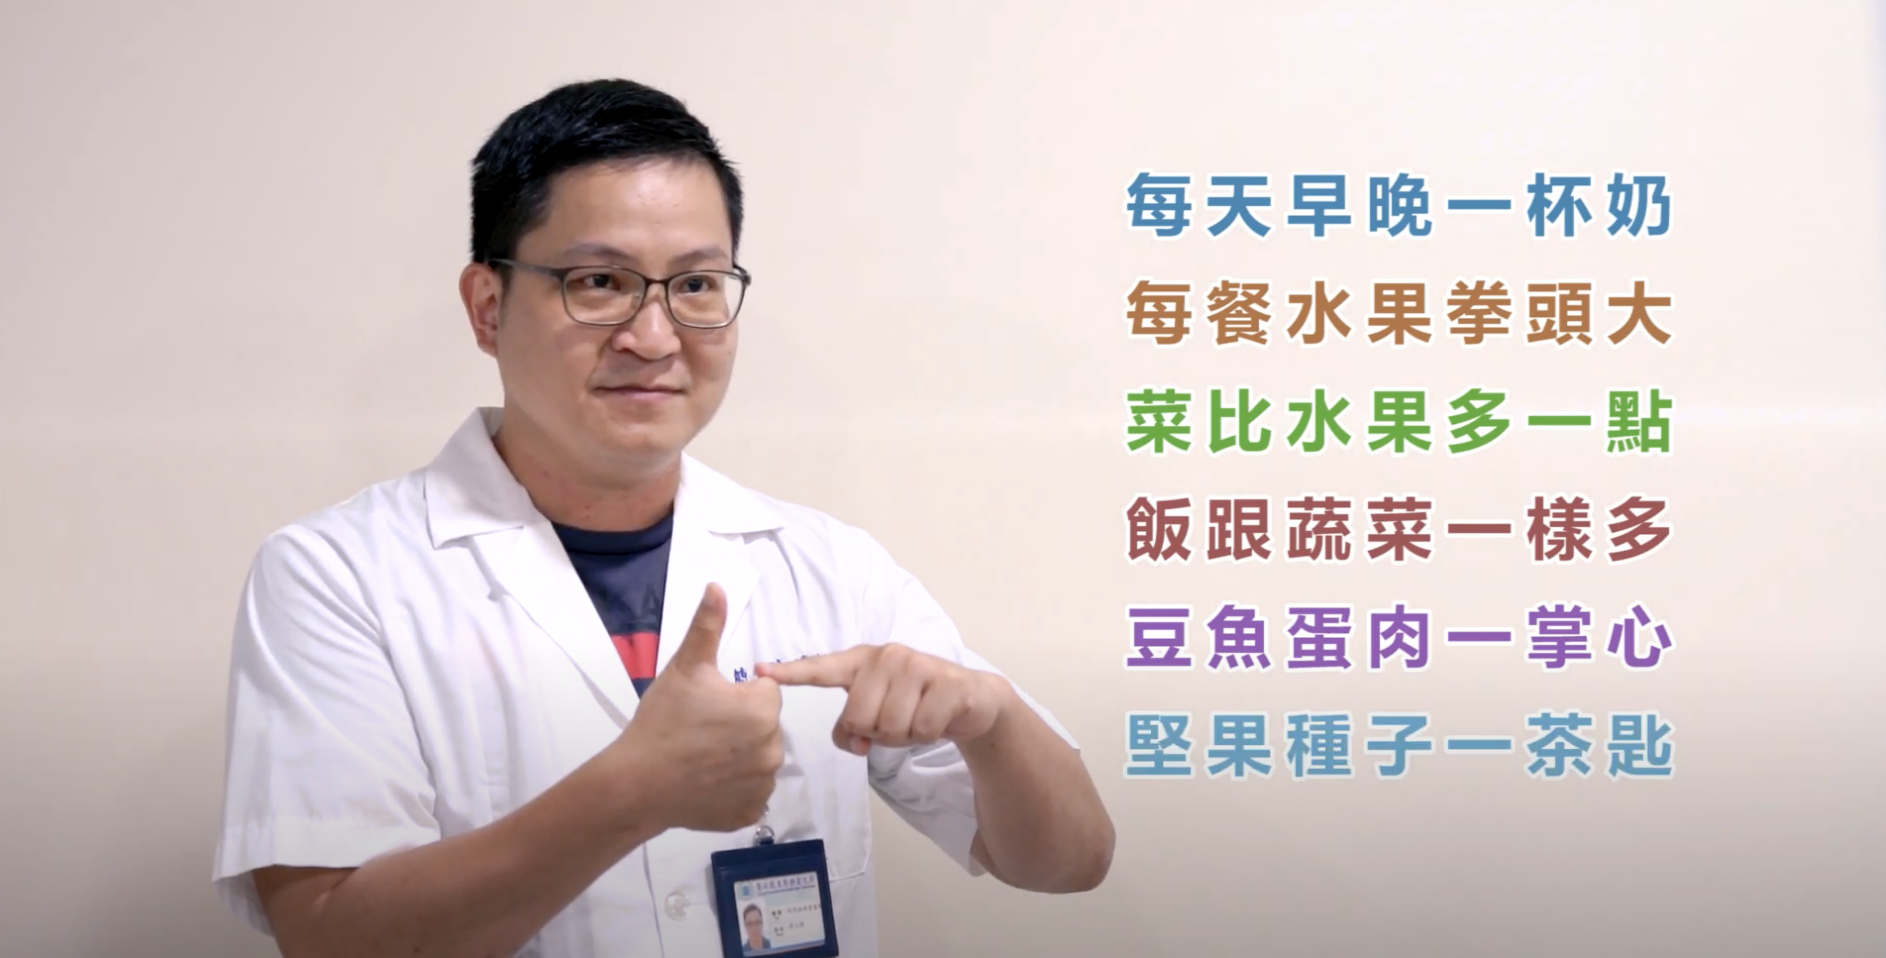 每天早晚一杯奶
每餐水果拳頭大
菜比水果多一點
飯跟蔬菜一樣多
豆魚蛋肉一掌心
堅果種子一茶匙